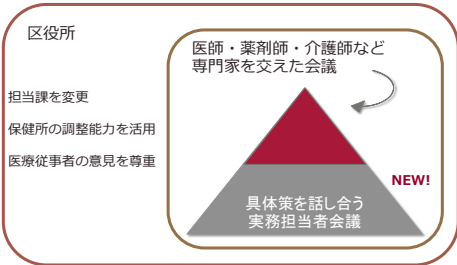 区役所
担当課を変更
保健所の調整能力を活用
医療従事者の意見を尊重
医師・薬剤師・介護師など
専門家を交えた会議
NEW!
具体策を話し合う
実務担当者会議